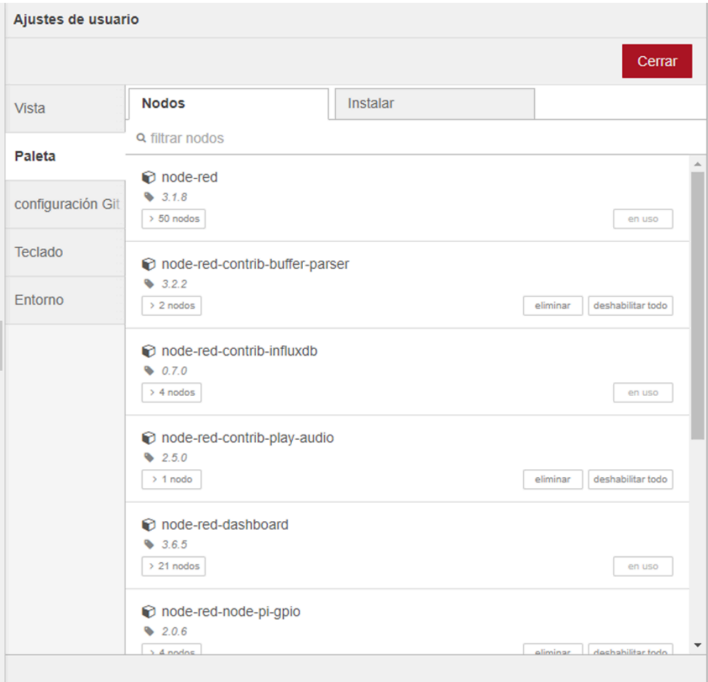 Ajustes de usuario
Cerrar
Vista
Paleta
configuración Git
Teclado
Entorno
Nodos
Instalar
filtrar nodos
node-red
3.1.8
> 50 nodos
en uso
node-red-contrib-buffer-parser
3.2.2
> 2 nodos
eliminar
deshabilitar todo
node-red-contrib-influxdb
0.7.0
> 4 nodos
en uso
node-red-contrib-play-audio
2.5.0
> 1 nodo
eliminar
deshabilitar todo
node-red-dashboard
3.6.5
> 21 nodos
en uso
node-red-node-pi-gpio
2.0.6
> 4 nodos
eliminar
deshabilitar todo